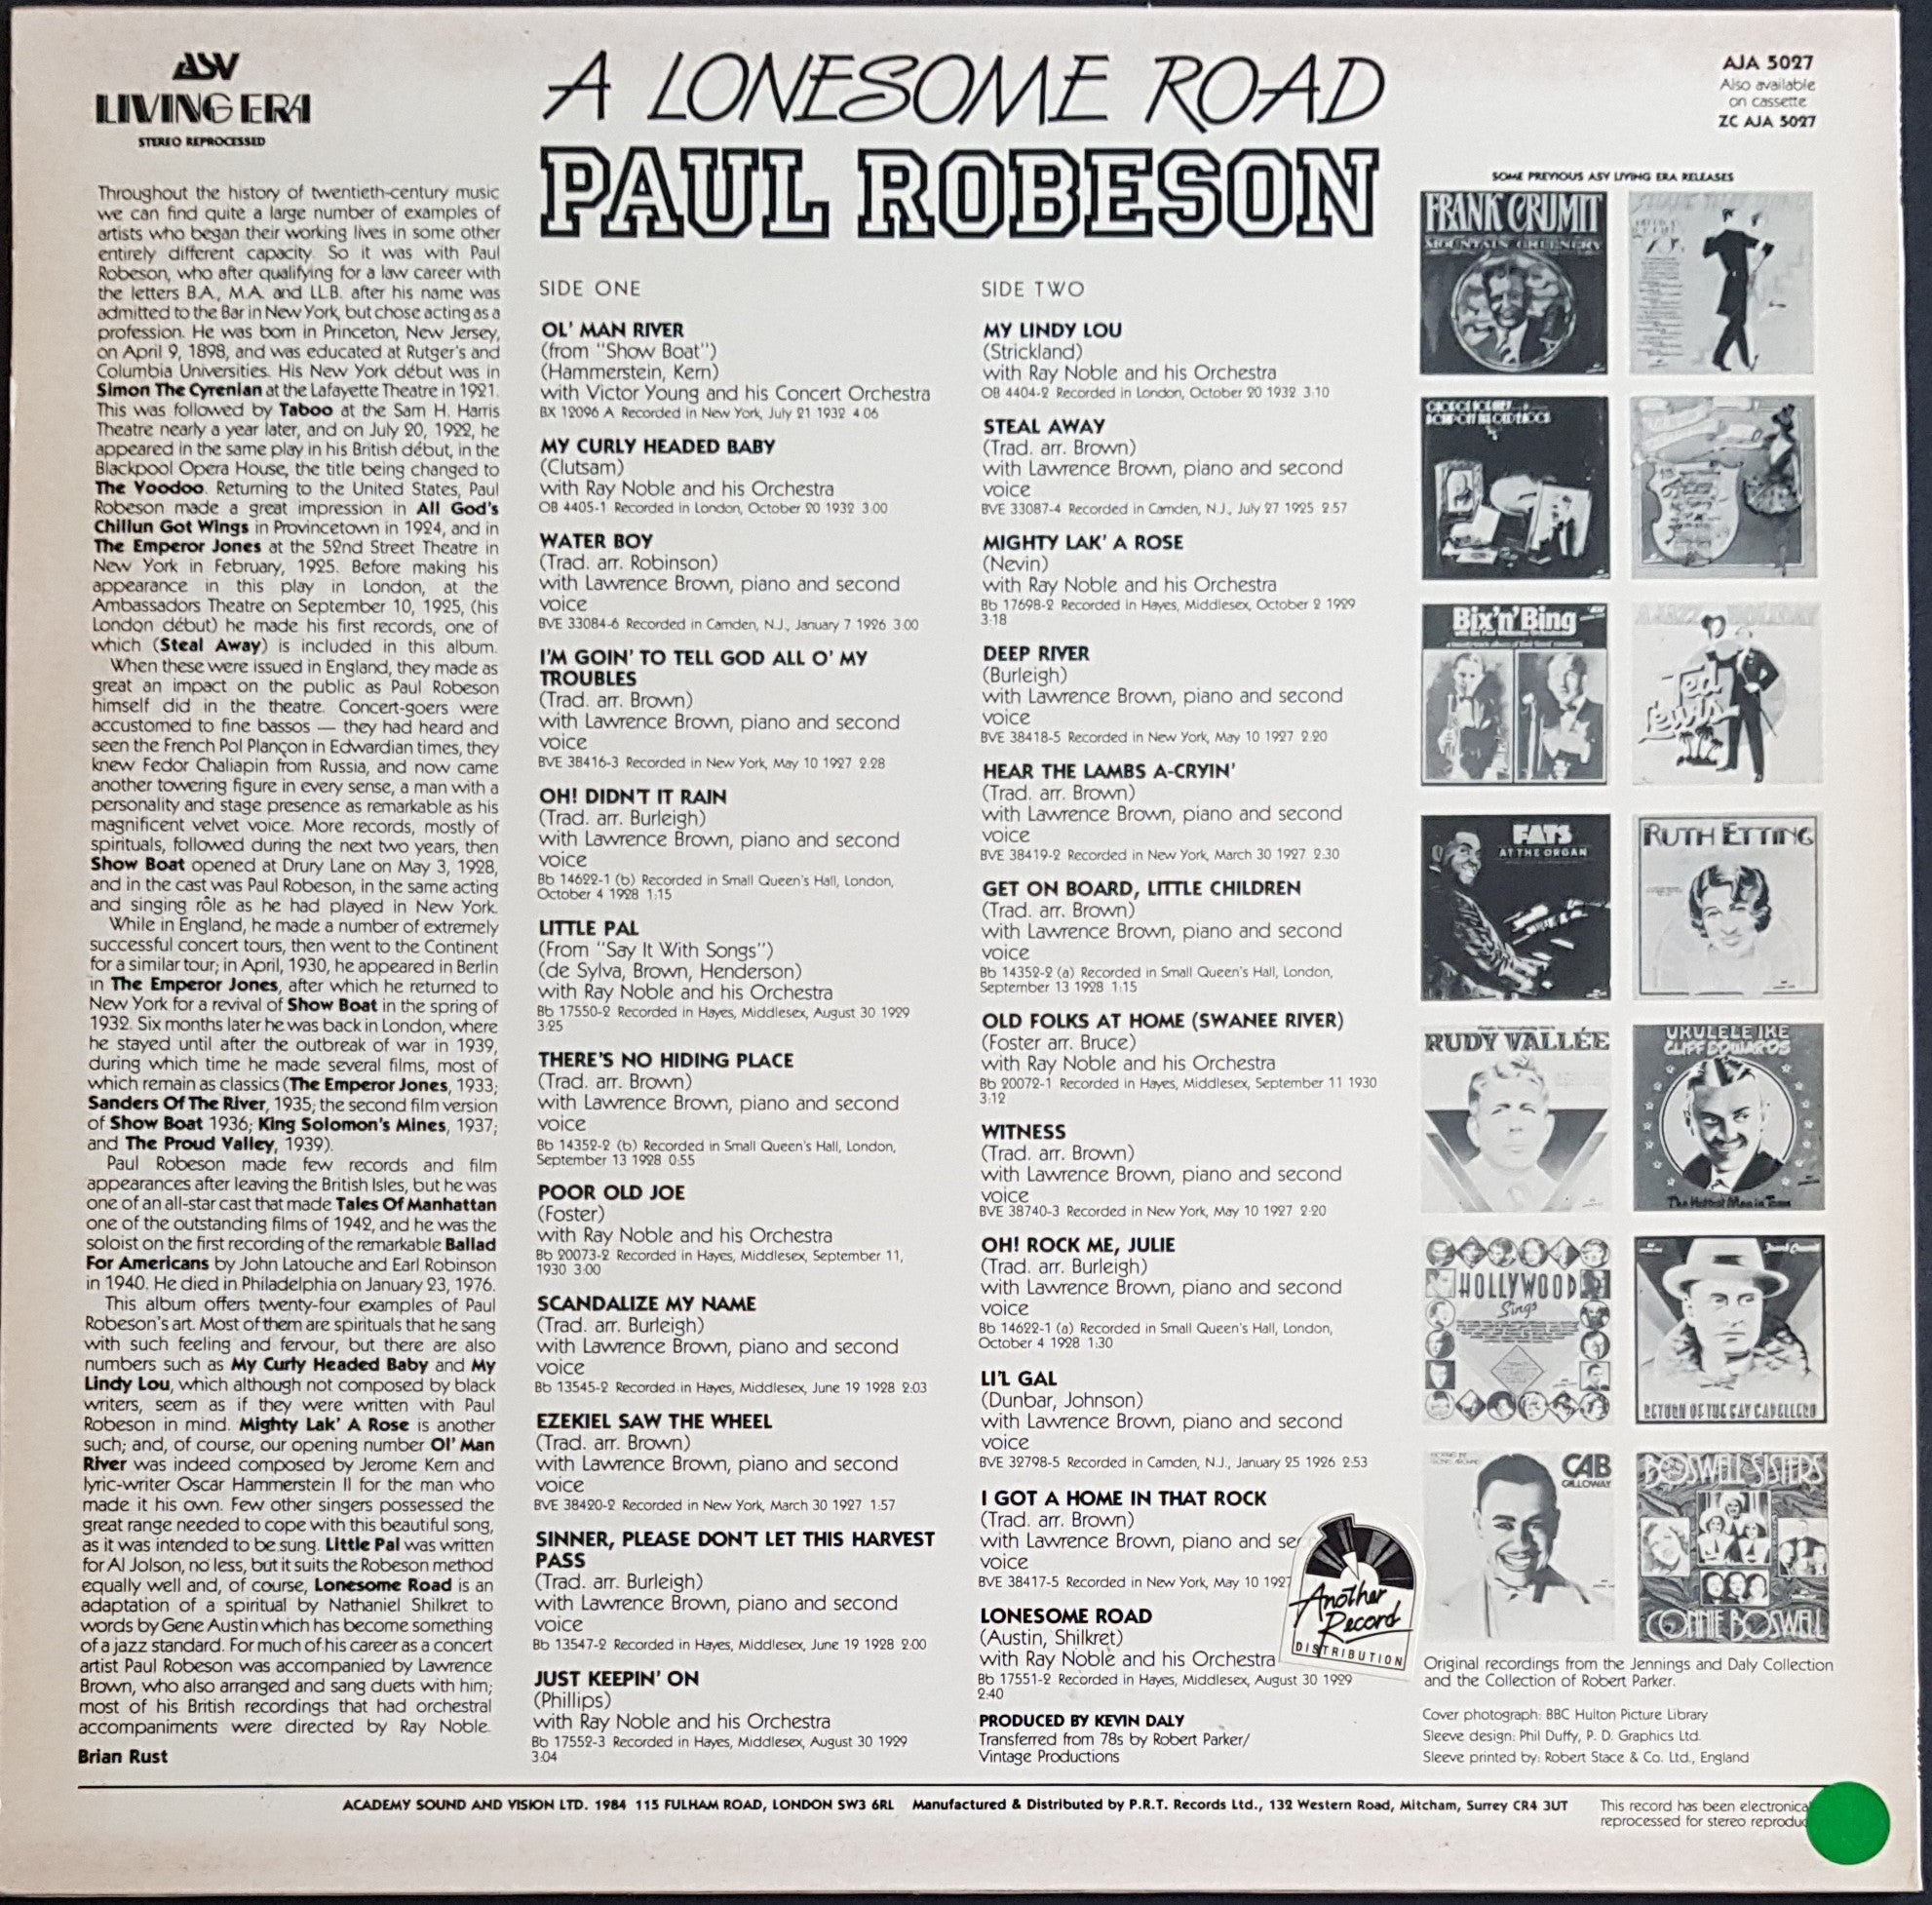 ASV
LIVING ERA
STEREO REPROCESSED
A LONESOME ROAD
PAUL ROBESON
AJA 5027
Also available
on cassette
ZC AJA 5027
Throughout the history of twentieth-century music
we can find quite a large number of examples of
artists who began their working lives in some other
entirely different capacity. So it was with Paul
Robeson, who after qualifying for a law career with
the letters B.A., M.A. and LL.B. after his name was
admitted to the Bar in New York, but chose acting as a
profession. He was born in Princeton, New Jersey,
on April 9, 1898, and was educated at Rutger's and
Columbia Universities. His New York début was in
Simon The Cyrenian at the Lafayette Theatre in 1921.
This was followed by Taboo at the Sam H. Harris
Theatre nearly a year later, and on July 20, 1922, he
appeared in the same play in his British début, in the
Blackpool Opera House, the title being changed to
The Voodoo. Returning to the United States, Paul
Robeson made a great impression in All God's
Chillun Got Wings in Provincetown in 1924, and in
The Emperor Jones at the 52nd Street Theatre in
New York in February, 1925. Before making his
appearance in this play in London, at the
Ambassadors Theatre on September 10, 1925, (his
London début) he made his first records, one of
which (Steal Away) is included in this album.
When these were issued in England, they made as
great an impact on the public as Paul Robeson
himself did in the theatre. Concert-goers were
accustomed to fine bassos — they had heard and
seen the French Pol Plançon in Edwardian times, they
knew Fedor Chaliapin from Russia, and now came
another towering figure in every sense, a man with a
personality and stage presence as remarkable as his
magnificent velvet voice. More records, mostly of
spirituals, followed during the next two years, then
Show Boat opened at Drury Lane on May 3, 1928,
and in the cast was Paul Robeson, in the same acting
and singing rôle as he had played in New York.
While in England, he made a number of extremely
successful concert tours, then went to the Continent
for a similar tour; in April, 1930, he appeared in Berlin
in The Emperor Jones, after which he returned to
New York for a revival of Show Boat in the spring of
1932. Six months later he was back in London, where
he stayed until after the outbreak of war in 1939,
during which time he made several films, most of
which remain as classics (The Emperor Jones, 1933;
Sanders Of The River, 1935; the second film version
of Show Boat 1936; King Solomon's Mines, 1937;
and The Proud Valley, 1939).
Paul Robeson made few records and film
appearances after leaving the British Isles, but he was
one of an all-star cast that made Tales Of Manhattan
one of the outstanding films of 1942, and he was the
soloist on the first recording of the remarkable Ballad
For Americans by John Latouche and Earl Robinson
in 1940. He died in Philadelphia on January 23, 1976.
This album offers twenty-four examples of Paul
Robeson's art. Most of them are spirituals that he sang
with such feeling and fervour, but there are also
numbers such as My Curly Headed Baby and My
Lindy Lou, which although not composed by black
writers, seem as if they were written with Paul
Robeson in mind. Mighty Lak' A Rose is another
such; and, of course, our opening number Ol' Man
River was indeed composed by Jerome Kern and
lyric-writer Oscar Hammerstein II for the man who
made it his own. Few other singers possessed the
great range needed to cope with this beautiful song,
as it was intended to be sung. Little Pal was written
for Al Jolson, no less, but it suits the Robeson method
equally well and, of course, Lonesome Road is an
adaptation of a spiritual by Nathaniel Shilkret to
words by Gene Austin which has become something
of a jazz standard. For much of his career as a concert
artist Paul Robeson was accompanied by Lawrence
Brown, who also arranged and sang duets with him;
most of his British recordings that had orchestral
accompaniments were directed by Ray Noble.
Brian Rust
SIDE ONE
OL' MAN RIVER
(from "Show Boat")
(Hammerstein, Kern)
with Victor Young and his Concert Orchestra
BX 12096 A Recorded in New York, July 21 1932 4.06
MY CURLY HEADED BABY
(Clutsam)
with Ray Noble and his Orchestra
OB 4405-1 Recorded in London, October 20 1932 3:00
WATER BOY
(Trad. arr. Robinson)
with Lawrence Brown, piano and second
voice
BVE 33084-6 Recorded in Camden, N.J., January 7 1926 3:00
I'M GOIN' TO TELL GOD ALL O' MY
TROUBLES
(Trad. arr. Brown)
with Lawrence Brown, piano and second
voice
BVE 38416-3 Recorded in New York, May 10 1927 2:28
OH! DIDN'T IT RAIN
(Trad. arr. Burleigh)
with Lawrence Brown, piano and second
voice
Bb 14622-1 (b) Recorded in Small Queen's Hall, London,
October 4 1928 1:15
LITTLE PAL
(From "Say It With Songs")
(de Sylva, Brown, Henderson)
with Ray Noble and his Orchestra
Bb 17550-2 Recorded in Hayes, Middlesex, August 30 1929
3:25
THERE'S NO HIDING PLACE
(Trad. arr. Brown)
with Lawrence Brown, piano and second
voice
Bb 14352-2 (b) Recorded in Small Queen's Hall, London,
September 13 1928 0:55
POOR OLD JOE
(Foster)
with Ray Noble and his Orchestra
Bb 20073-2 Recorded in Hayes, Middlesex, September 11,
1930 3:00
SCANDALIZE MY NAME
(Trad. arr. Burleigh)
with Lawrence Brown, piano and second
voice
Bb 13545-2 Recorded in Hayes, Middlesex, June 19 1928 2:03
EZEKIEL SAW THE WHEEL
(Trad. arr. Brown)
with Lawrence Brown, piano and second
voice
BVE 38420-2 Recorded in New York, March 30 1927 1:57
SINNER, PLEASE DON'T LET THIS HARVEST
PASS
(Trad. arr. Burleigh)
with Lawrence Brown, piano and second
voice
Bb 13547-2 Recorded in Hayes, Middlesex, June 19 1928 2:00
JUST KEEPIN' ON
(Phillips)
with Ray Noble and his Orchestra
Bb 17552-3 Recorded in Hayes, Middlesex, August 30 1929
3:04
SIDE TWO
MY LINDY LOU
(Strickland)
with Ray Noble and his Orchestra
OB 4404-2 Recorded in London, October 20 1932 3:10
STEAL AWAY
(Trad. arr. Brown)
with Lawrence Brown, piano and second
voice
BVE 33087-4 Recorded in Camden, N.J., July 27 1925 2:57
MIGHTY LAK' A ROSE
(Nevin)
with Ray Noble and his Orchestra
Bb 17698-2 Recorded in Hayes, Middlesex, October 2 1929
3:18
DEEP RIVER
(Burleigh)
with Lawrence Brown, piano and second
voice
BVE 38418-5 Recorded in New York, May 10 1927 2:20
HEAR THE LAMBS A-CRYIN'
(Trad. arr. Brown)
with Lawrence Brown, piano and second
voice
BVE 38419-2 Recorded in New York, March 30 1927 2:30
GET ON BOARD, LITTLE CHILDREN
(Trad. arr. Brown)
with Lawrence Brown, piano and second
voice
Bb 14352-2 (a) Recorded in Small Queen's Hall, London,
September 13 1928 1:15
OLD FOLKS AT HOME (SWANEE RIVER)
(Foster arr. Bruce)
with Ray Noble and his Orchestra
Bb 20072-1 Recorded in Hayes, Middlesex, September 11 1930
3:12
WITNESS
(Trad. arr. Brown)
with Lawrence Brown, piano and second
voice
BVE 38740-3 Recorded in New York, May 10 1927 2:20
OH! ROCK ME, JULIE
(Trad. arr. Burleigh)
with Lawrence Brown, piano and second
voice
Bb 14622-1 (a) Recorded in Small Queen's Hall, London,
October 4 1928 1:30
LI'L GAL
(Dunbar, Johnson)
with Lawrence Brown, piano and second
voice
BVE 32798-5 Recorded in Camden, N.J., January 25 1926 2:53
I GOT A HOME IN THAT ROCK
(Trad. arr. Brown)
with Lawrence Brown, piano and sec
voice
BVE 38417-5 Recorded in New York, May 10 1927
LONESOME ROAD
(Austin, Shilkret)
with Ray Noble and his Orchestra
Bb 17551-2 Recorded in Hayes, Middlesex, August 30 1929
2:40
PRODUCED BY KEVIN DALY
Transferred from 78s by Robert Parker/
Vintage Productions
Another
Record
DISTRIBUTION
SOME PREVIOUS ASV LIVING ERA RELEASES
FRANK CRUMIT
MOUNTAIN GREENERY
Bix 'n' Bing
A JAZZ HOLIDAY
Ted
Lewis
FATS
AT THE ORGAN
RUTH ETTING
RUDY VALLÉE
UKULELE IKE
CLIFF EDWARDS
The Hottest Man in Town
HOLLYWOOD
Sings
RETURN OF THE GAY CABALLERO
CAB
CALLOWAY
BOSWELL SISTERS
CONNIE BOSWELL
Original recordings from the Jennings and Daly Collection
and the Collection of Robert Parker.
Cover photograph: BBC Hulton Picture Library
Sleeve design: Phil Duffy, P. D. Graphics Ltd.
Sleeve printed by: Robert Stace & Co. Ltd., England
ACADEMY SOUND AND VISION LTD. 1984 115 FULHAM ROAD, LONDON SW3 6RL Manufactured & Distributed by P.R.T. Records Ltd., 132 Western Road, Mitcham, Surrey CR4 3UT
This record has been electronica
reprocessed for stereo reproduc